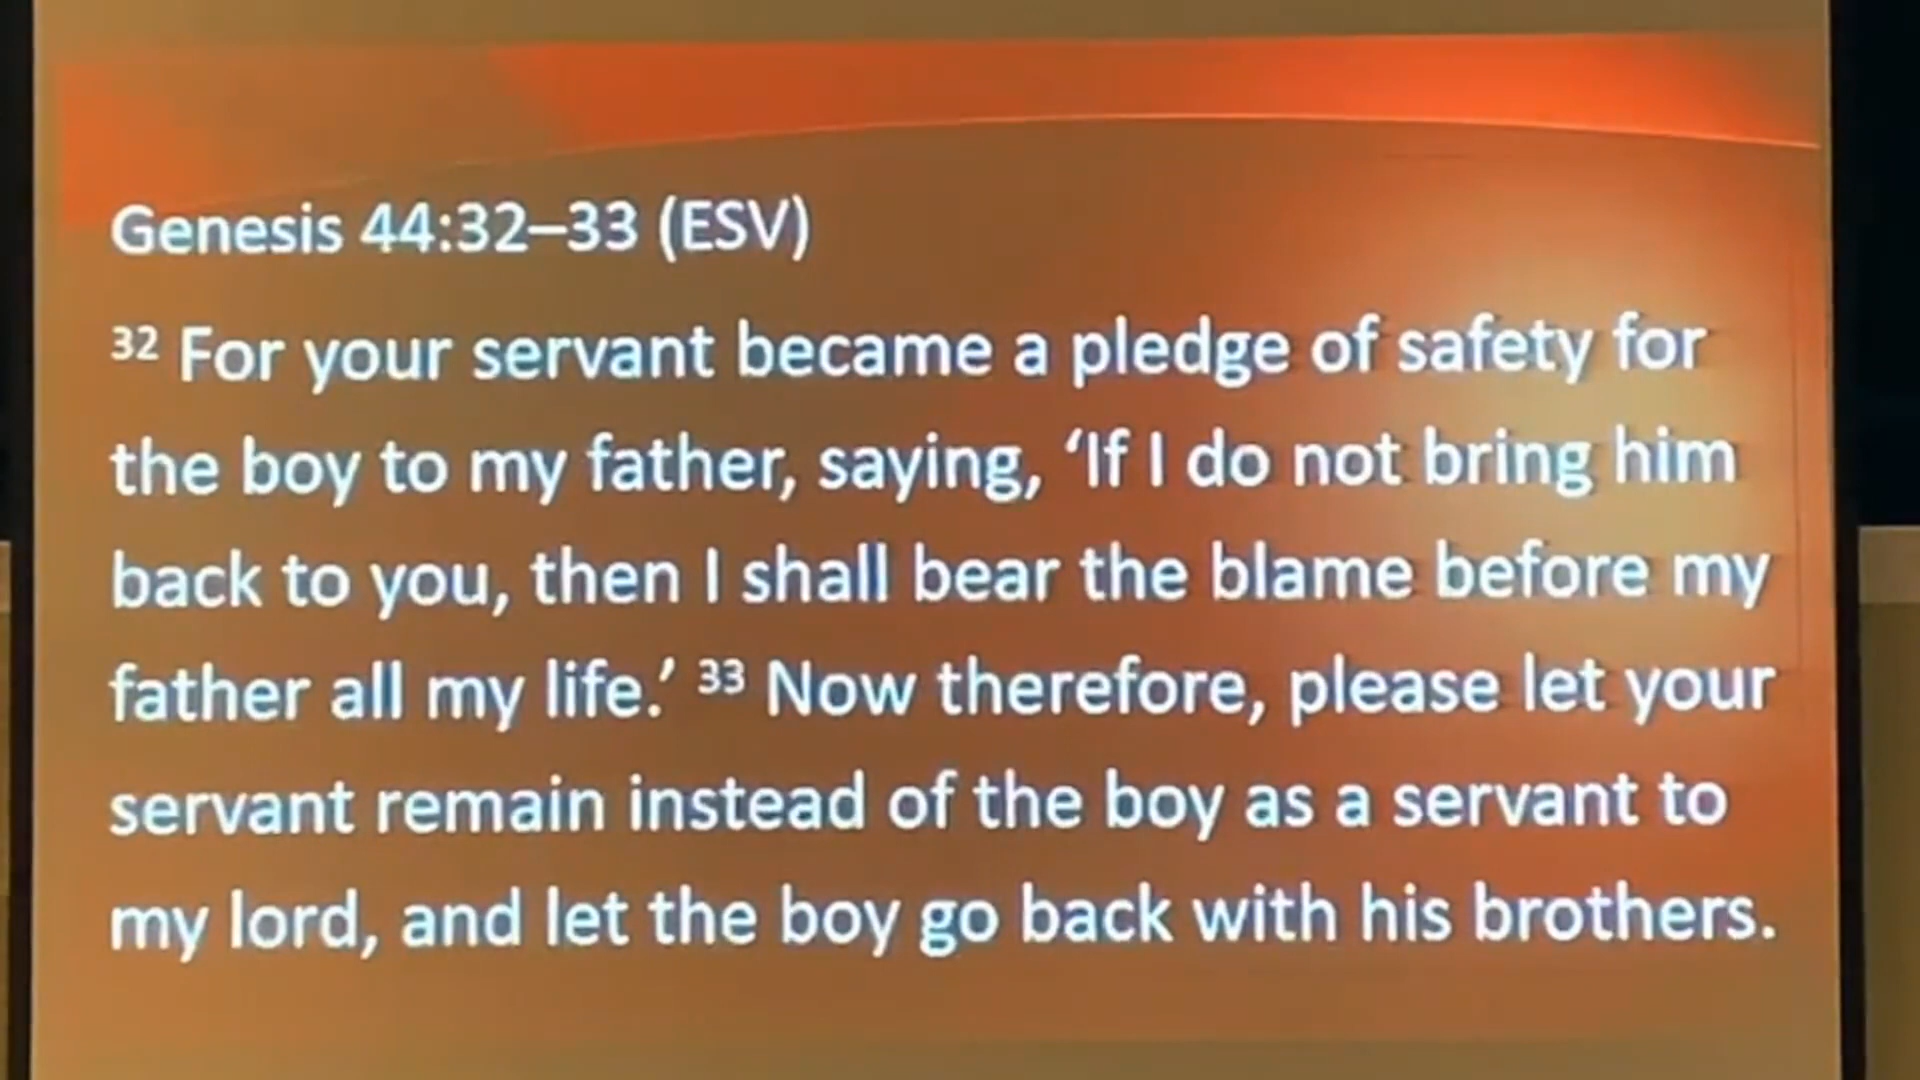 Genesis 44:32–33 (ESV)
32 For your servant became a pledge of safety for
the boy to my father, saying, ‘If I do not bring him
back to you, then I shall bear the blame before my
father all my life.’ 33 Now therefore, please let your
servant remain instead of the boy as a servant to
my lord, and let the boy go back with his brothers.